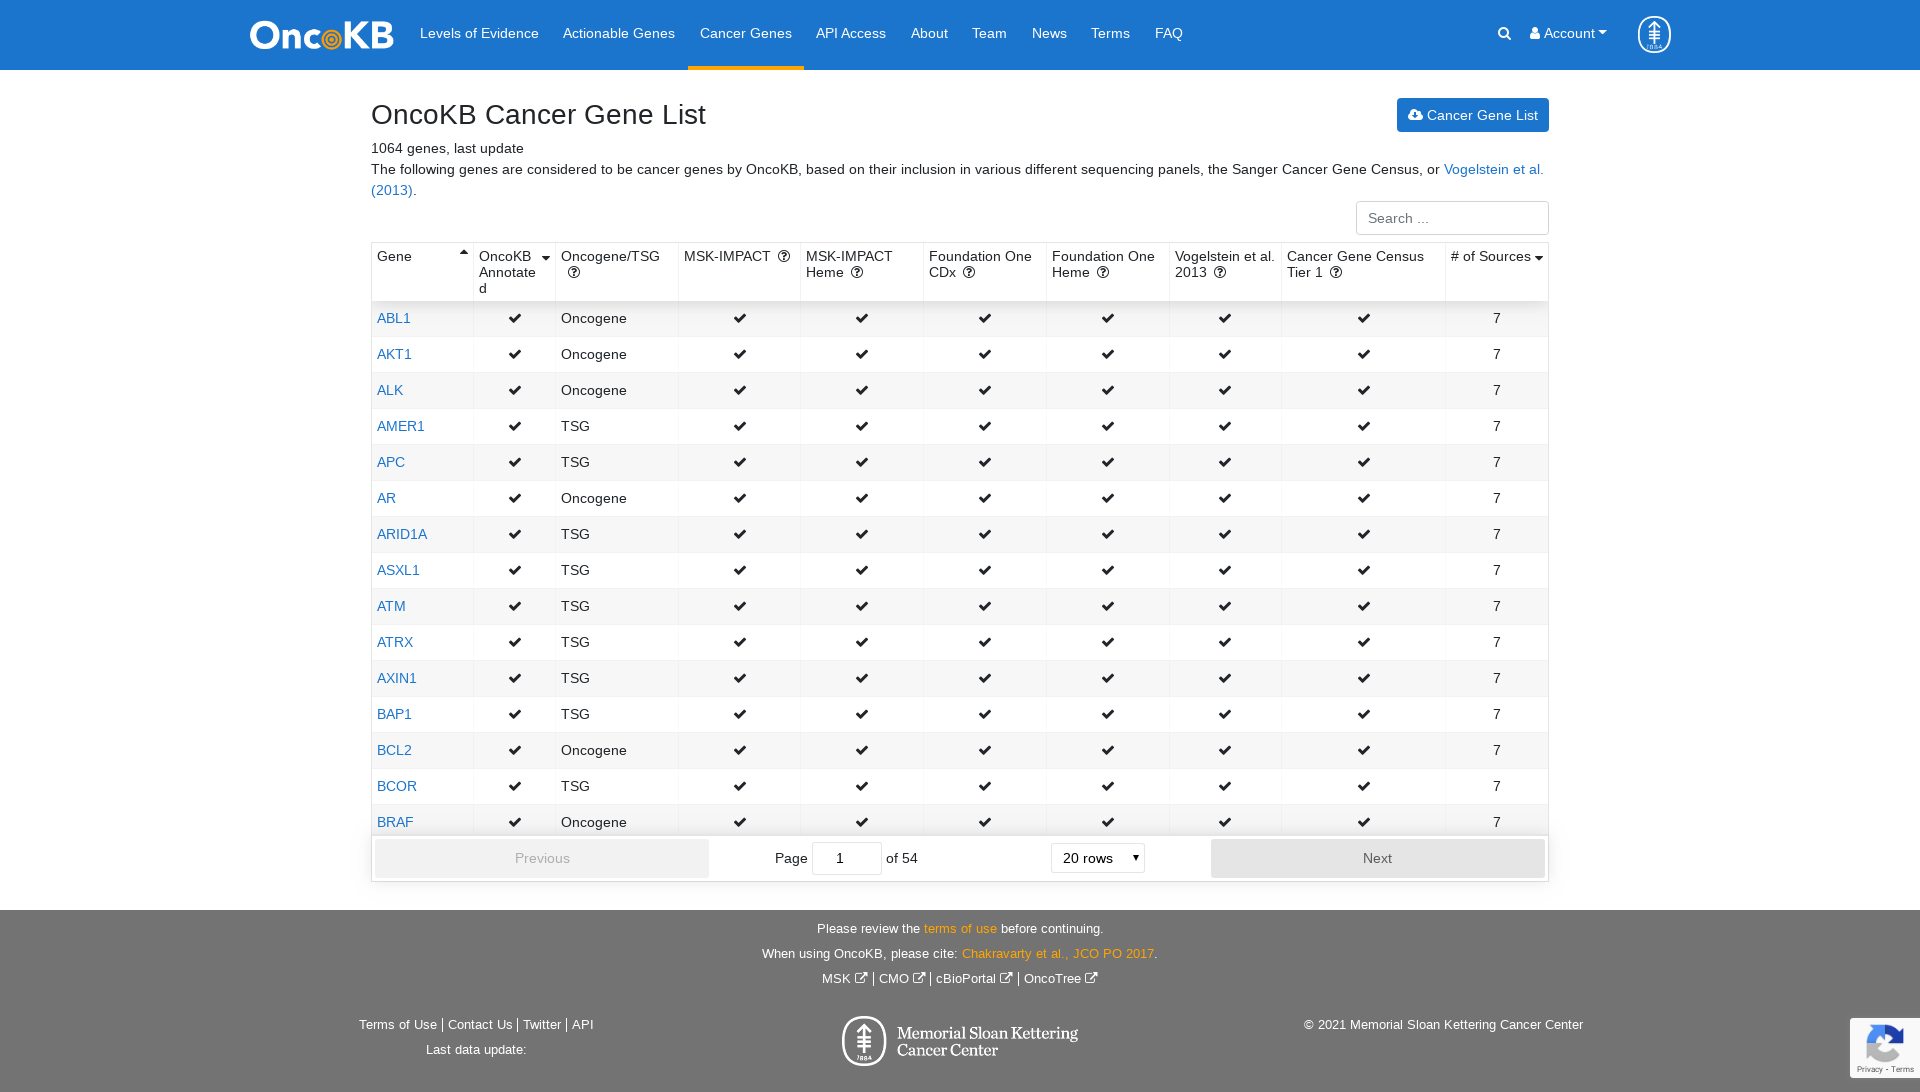 OncoKB Levels of Evidence Actionable Genes Cancer Genes API Access About Team News Terms FAQ Account
OncoKB Cancer Gene List
Cancer Gene List
1064 genes, last update
The following genes are considered to be cancer genes by OncoKB, based on their inclusion in various different sequencing panels, the Sanger Cancer Gene Census, or Vogelstein et al.
(2013).
Search ...
Gene OncoKB Annotated Oncogene/TSG MSK-IMPACT MSK-IMPACT Heme Foundation One CDx Foundation One Heme Vogelstein et al. 2013 Cancer Gene Census Tier 1 # of Sources
ABL1 Oncogene 7
AKT1 Oncogene 7
ALK Oncogene 7
AMER1 TSG 7
APC TSG 7
AR Oncogene 7
ARID1A TSG 7
ASXL1 TSG 7
ATM TSG 7
ATRX TSG 7
AXIN1 TSG 7
BAP1 TSG 7
BCL2 Oncogene 7
BCOR TSG 7
BRAF Oncogene 7
Previous Page 1 of 54 20 rows Next
Please review the terms of use before continuing.
When using OncoKB, please cite: Chakravarty et al., JCO PO 2017.
MSK | CMO | cBioPortal | OncoTree
Terms of Use | Contact Us | Twitter | API
Last data update:
1884
Memorial Sloan Kettering
Cancer Center
© 2021 Memorial Sloan Kettering Cancer Center
Privacy - Terms